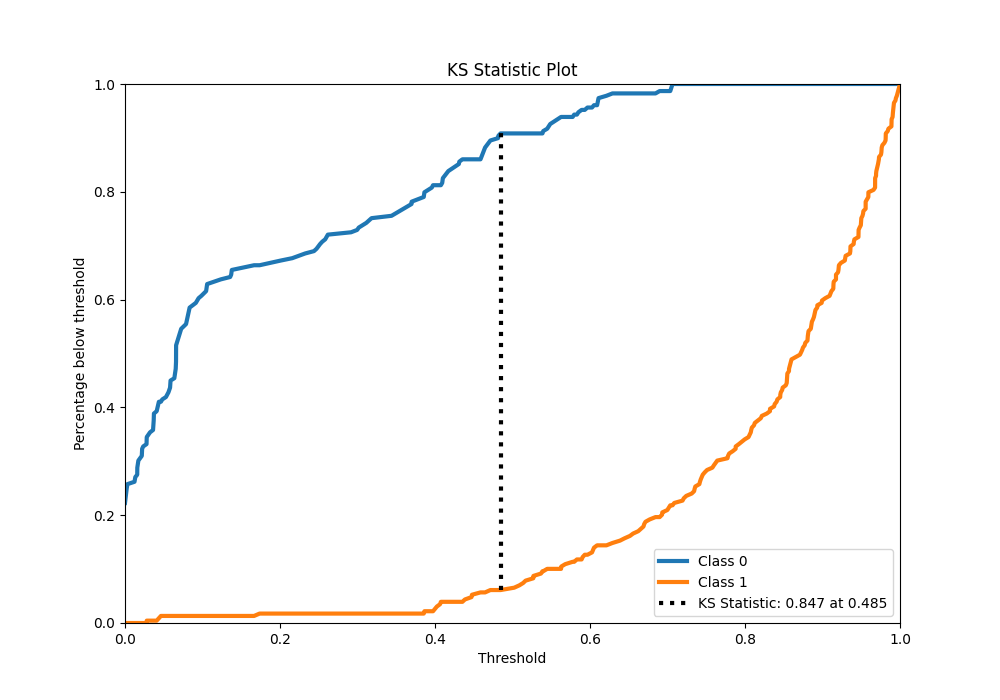 KS Statistic Plot
1.0
0.8
0.6
0.4
0.2
0.0
Percentage below threshold
0.0 0.2 0.4 0.6 0.8 1.0
Threshold
Class 0
Class 1
KS Statistic: 0.847 at 0.485